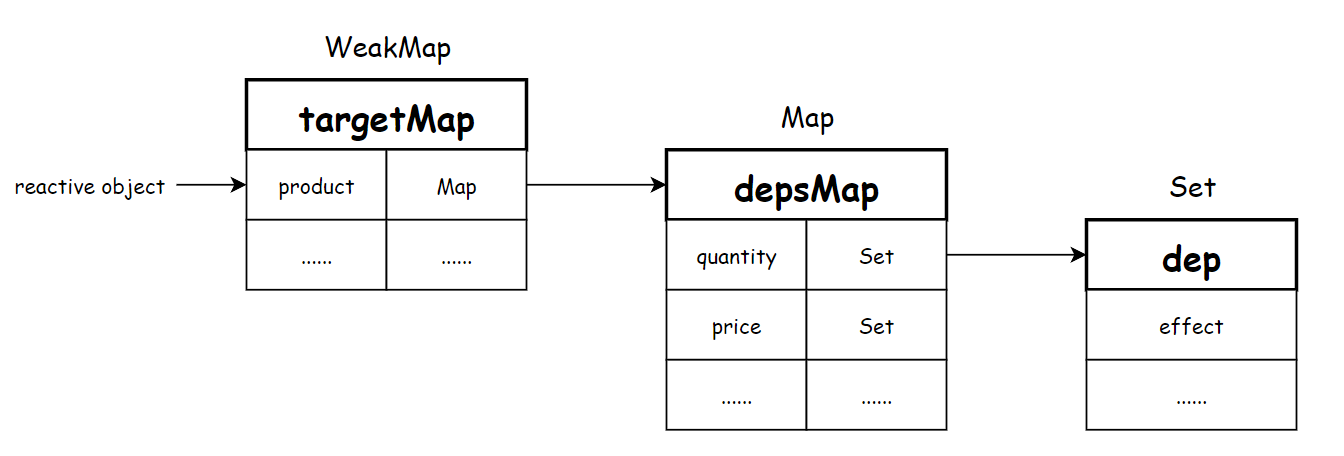 WeakMap
targetMap
reactive object
product
Map
......
......
Map
depsMap
quantity
Set
price
Set
......
......
Set
dep
effect
......